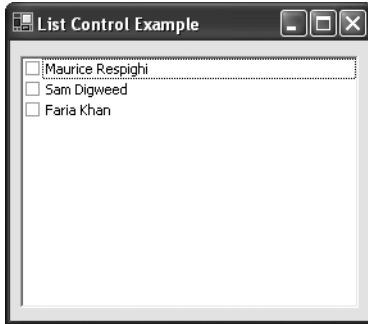 List Control Example
Maurice Respighi
Sam Digweed
Faria Khan